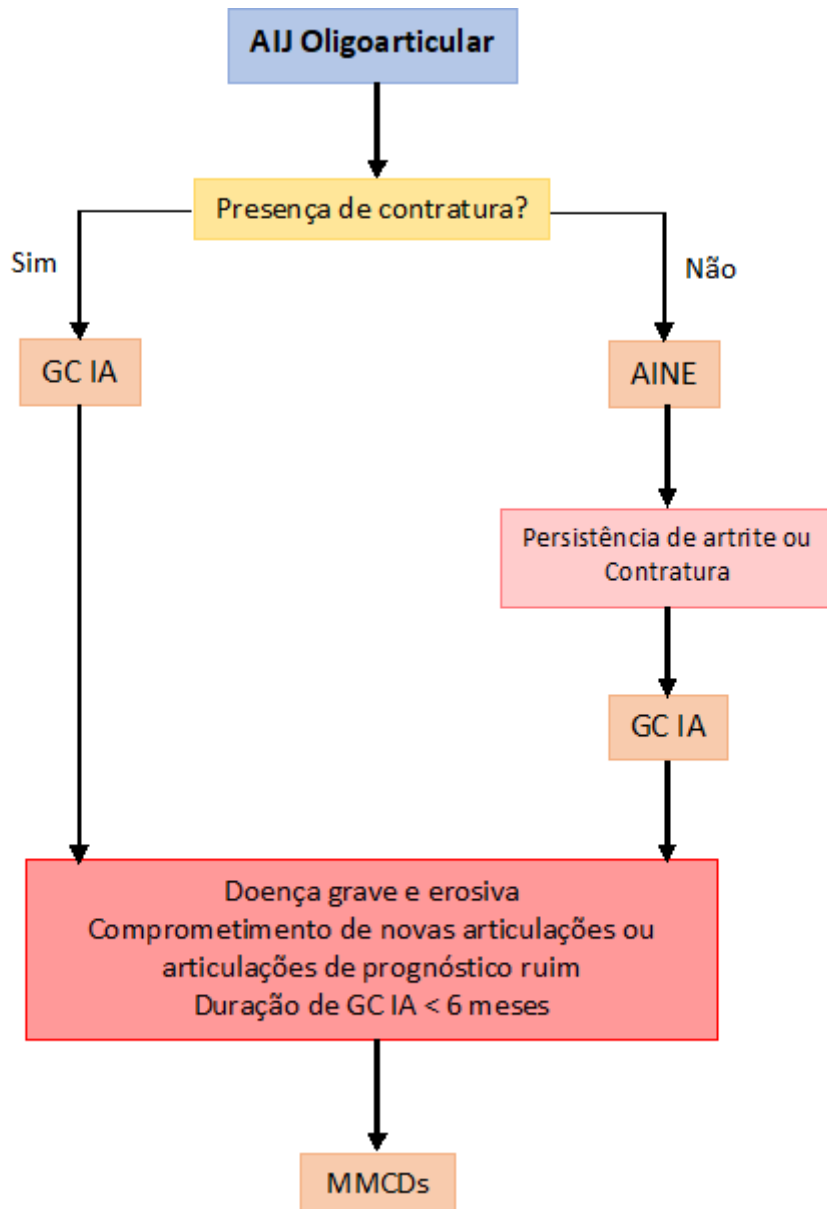 AIJ Oligoarticular
Presença de contratura?
Sim
Não
GC IA
AINE
Persistência de artrite ou
Contratura
GC IA
Doença grave e erosiva
Comprometimento de novas articulações ou
articulações de prognóstico ruim
Duração de GC IA < 6 meses
MMCDs